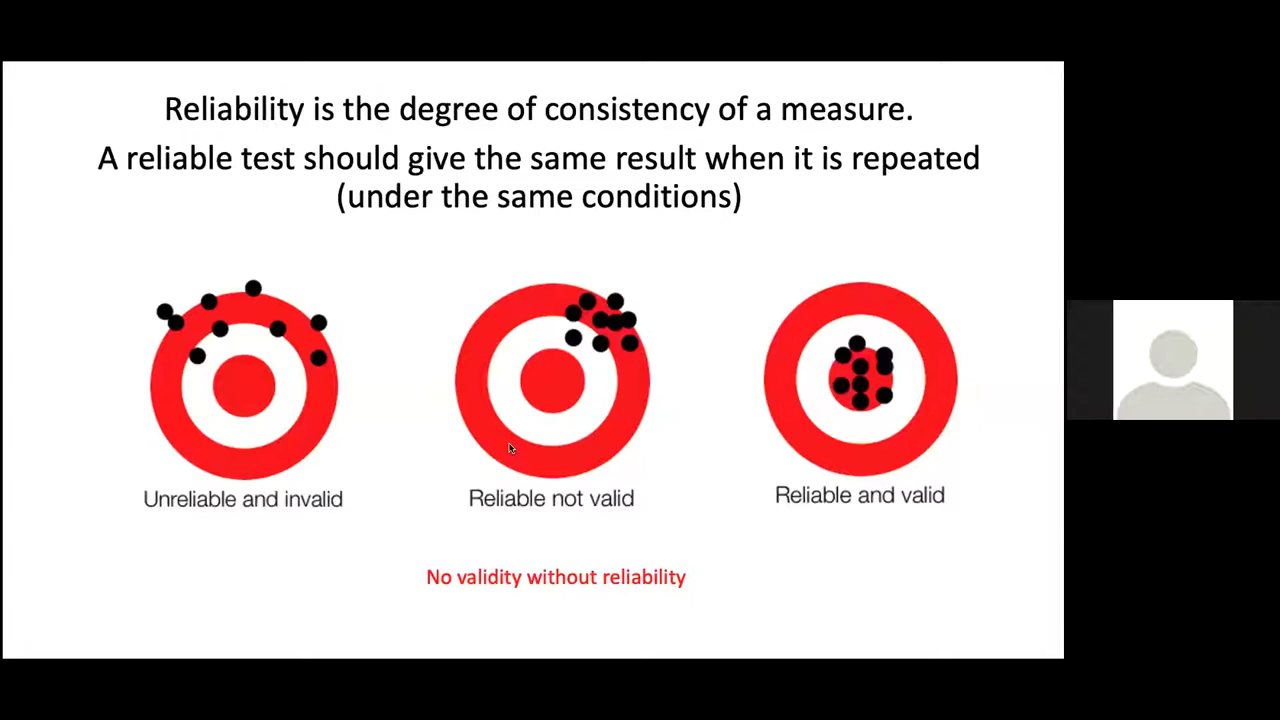 Reliability is the degree of consistency of a measure.
A reliable test should give the same result when it is repeated
(under the same conditions)
Unreliable and invalid
Reliable not valid
Reliable and valid
No validity without reliability